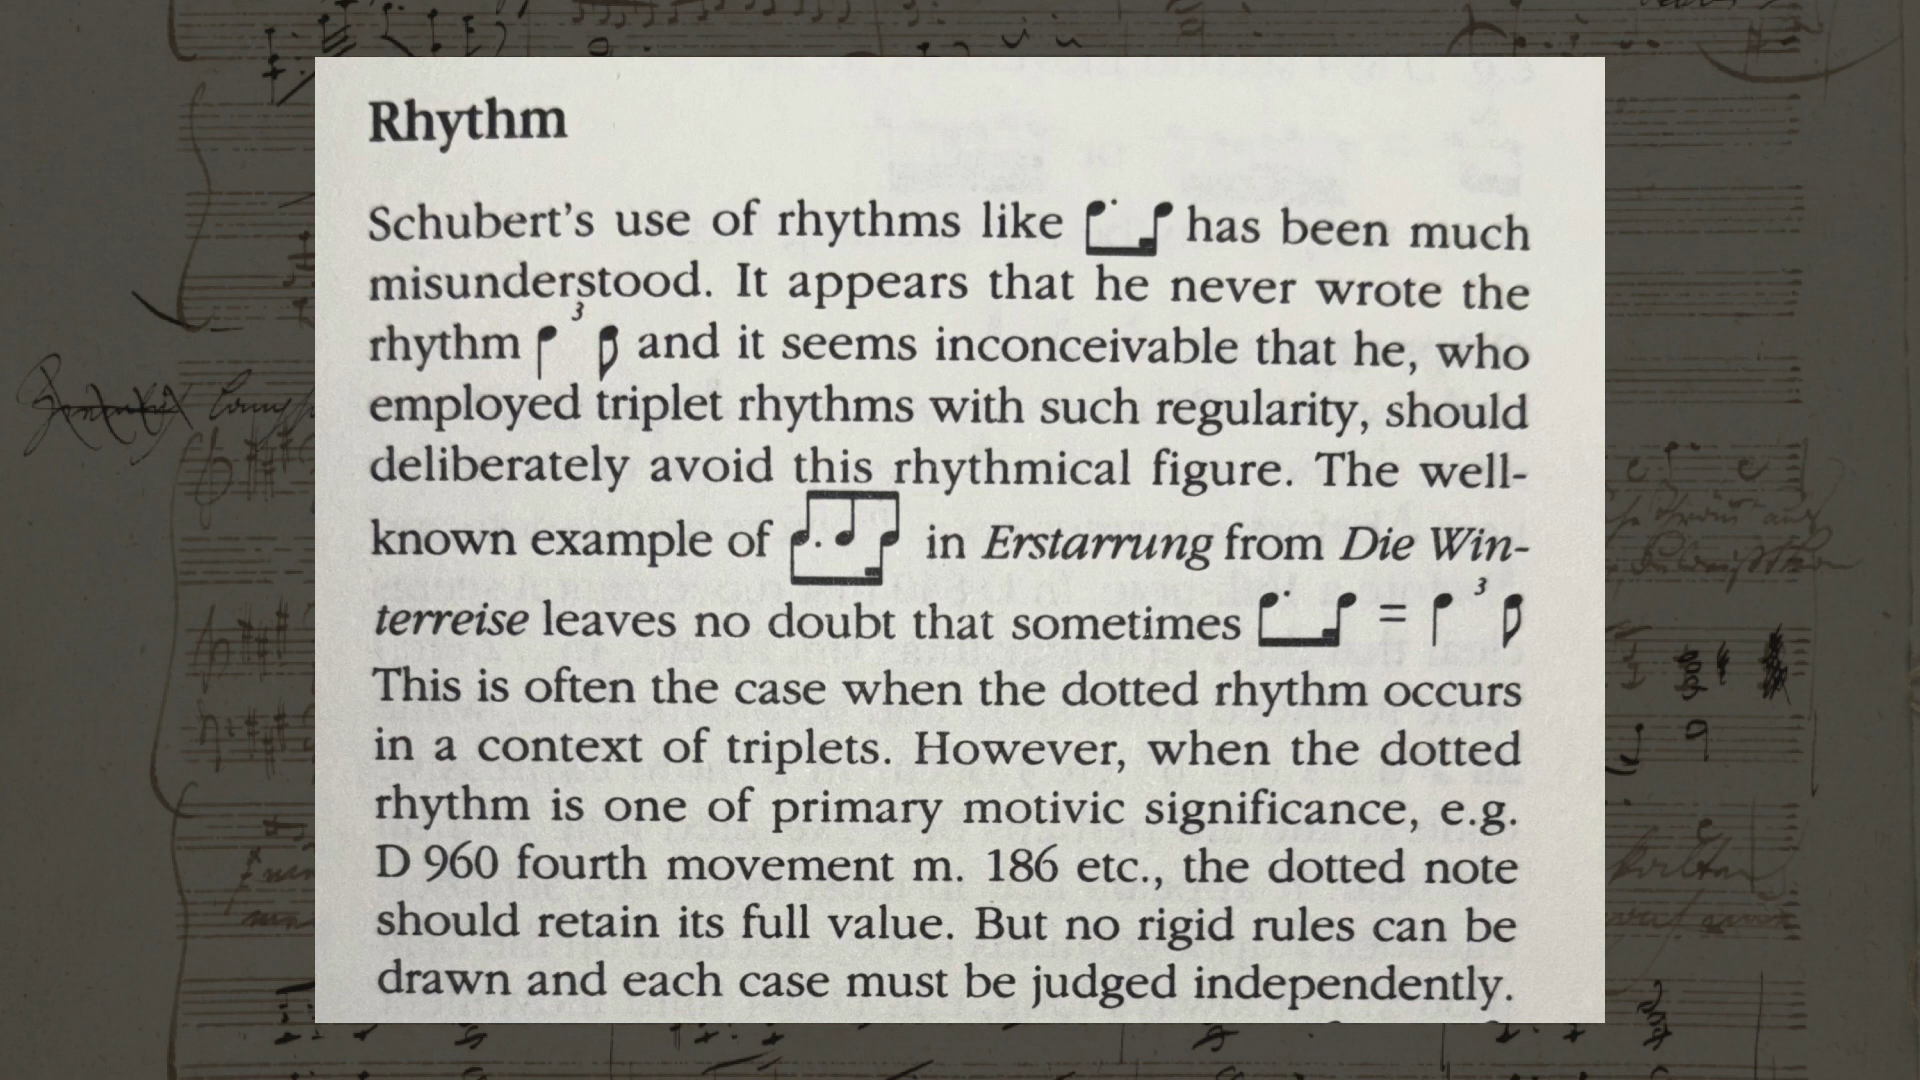 Rhythm
Schubert's use of rhythms like has been much
misunderstood. It appears that he never wrote the
rhythm 3 and it seems inconceivable that he, who
employed triplet rhythms with such regularity, should
deliberately avoid this rhythmical figure. The well-
known example of in Erstarrung from Die Win-
terreise leaves no doubt that sometimes = 3
This is often the case when the dotted rhythm occurs
in a context of triplets. However, when the dotted
rhythm is one of primary motivic significance, e.g.
D 960 fourth movement m. 186 etc., the dotted note
should retain its full value. But no rigid rules can be
drawn and each case must be judged independently.